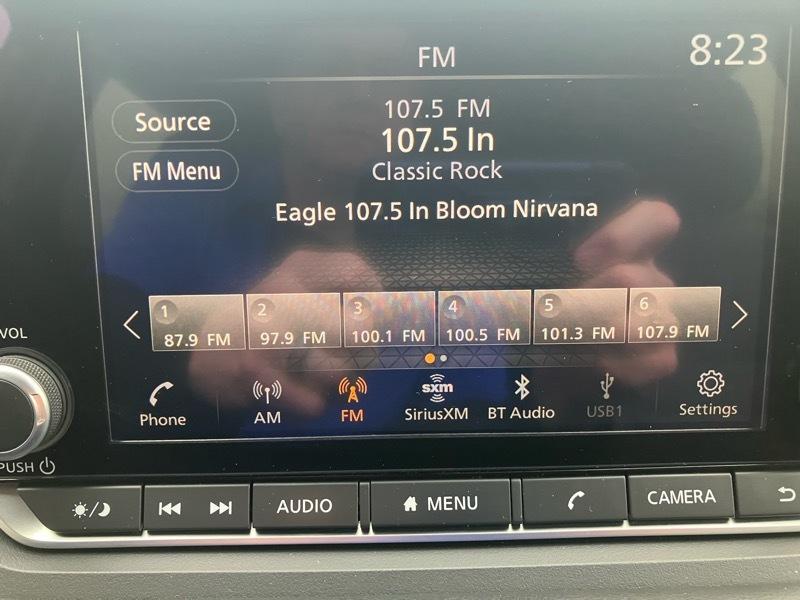 FM
8:23
Source
107.5 FM
107.5 In
FM Menu
Classic Rock
Eagle 107.5 In Bloom Nirvana
1
87.9 FM
2
97.9 FM
3
100.1 FM
4
100.5 FM
5
101.3 FM
6
107.9 FM
VOL
Phone
AM
FM
sxm
SiriusXM
BT Audio
USB1
Settings
PUSH
AUDIO
MENU
CAMERA